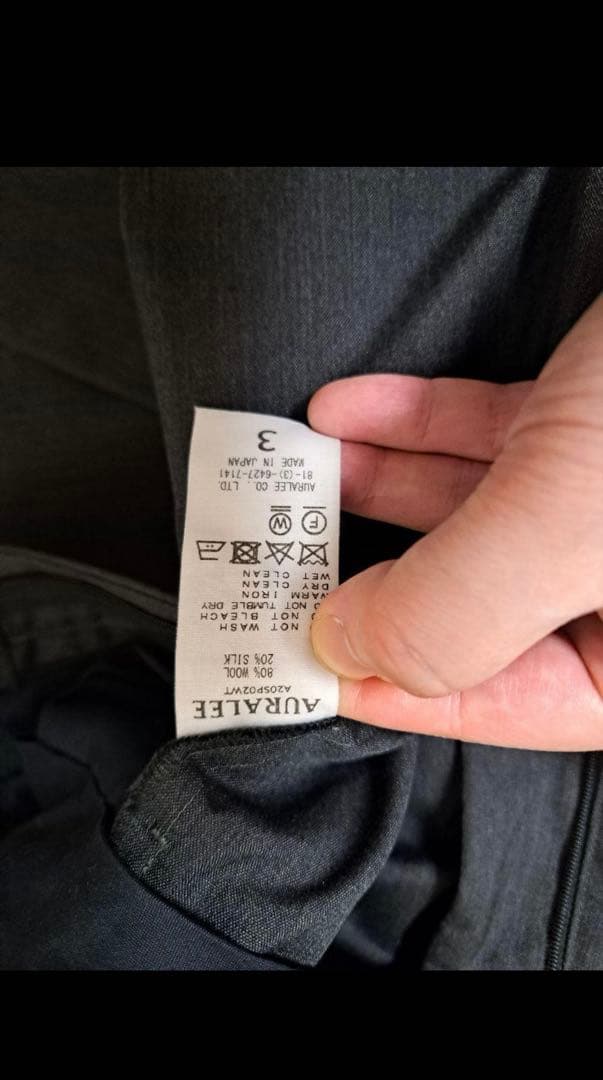 AURALEE
A20SP02WT
80% WOOL
20% SILK
NOT WASH
NOT BLEACH
NOT TUMBLE DRY
WARM IRON
DRY CLEAN
WET CLEAN
F W
AURALEE CO., LTD.
81-(3)-6427-7141
MADE IN JAPAN
3